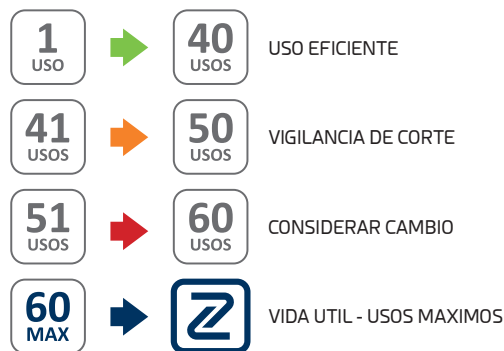 1 USO 40 USOS USO EFICIENTE
41 USOS 50 USOS VIGILANCIA DE CORTE
51 USOS 60 USOS CONSIDERAR CAMBIO
60 MAX Z VIDA UTIL - USOS MAXIMOS